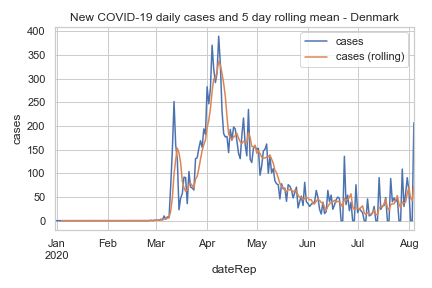 New COVID-19 daily cases and 5 day rolling mean - Denmark
cases
cases (rolling)
400
350
300
250
200
150
100
50
0
cases
Jan
2020
Feb
Mar
Apr
May
Jun
Jul
Aug
dateRep